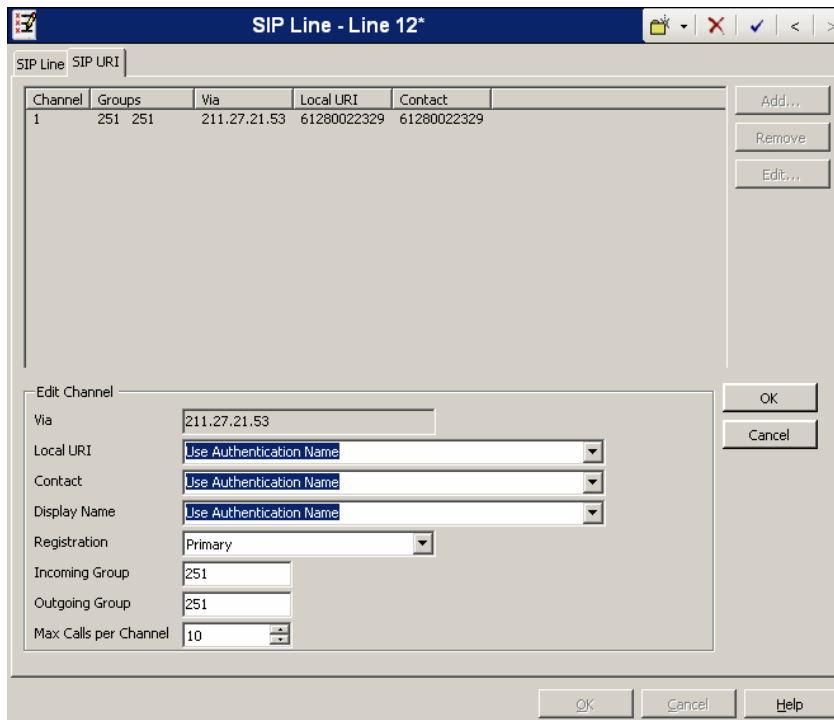 SIP Line - Line 12*
SIP Line SIP URI
Channel Groups Via Local URI Contact
1 251 251 211.27.21.53 61280022329 61280022329
Add...
Remove
Edit...
Edit Channel
Via 211.27.21.53
Local URI Use Authentication Name
Contact Use Authentication Name
Display Name Use Authentication Name
Registration Primary
Incoming Group 251
Outgoing Group 251
Max Calls per Channel 10
OK
Cancel
OK Cancel Help